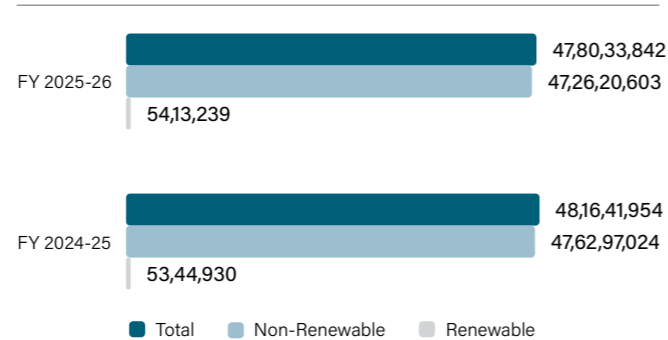 47,80,33,842
FY 2025-26
47,26,20,603
54,13,239
48,16,41,954
FY 2024-25
47,62,97,024
53,44,930
Total
Non-Renewable
Renewable